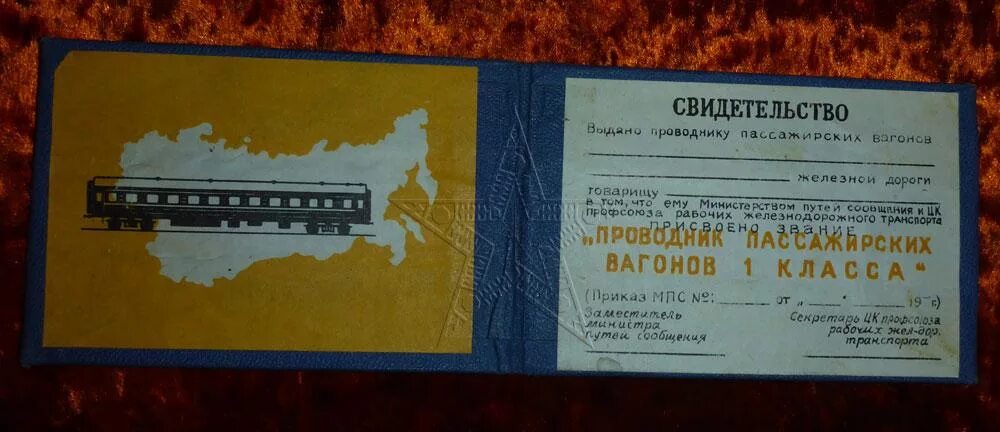 СВИДЕТЕЛЬСТВО
Выдано проводнику пассажирских вагонов
железной дороги
товарищу
в том, что ему Министерством путей сообщения и ЦК
профсоюза рабочих железнодорожного транспорта
ПРИСВОЕНО ЗВАНИЕ
„ПРОВОДНИК ПАССАЖИРСКИХ
ВАГОНОВ 1 КЛАССА“
(Приказ МПС №: от „ “ 19 г.)
Заместитель
министра
путей сообщения
Секретарь ЦК профсоюза
рабочих жел-дор.
транспорта